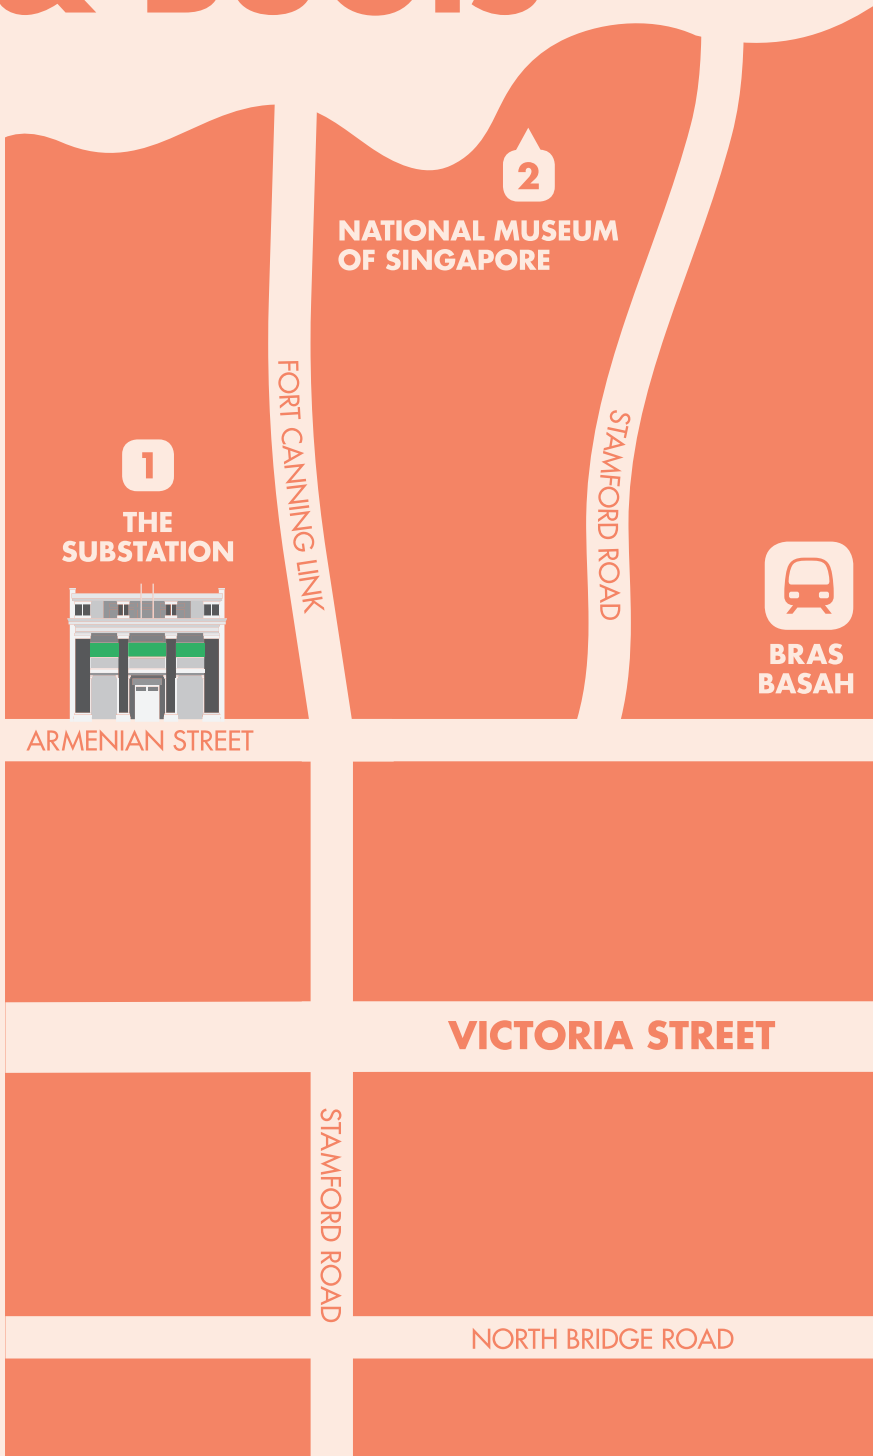 2
NATIONAL MUSEUM
OF SINGAPORE
FORT CANNING LINK
STAMFORD ROAD
1
THE
SUBSTATION
BRAS
BASAH
ARMENIAN STREET
VICTORIA STREET
STAMFORD ROAD
NORTH BRIDGE ROAD